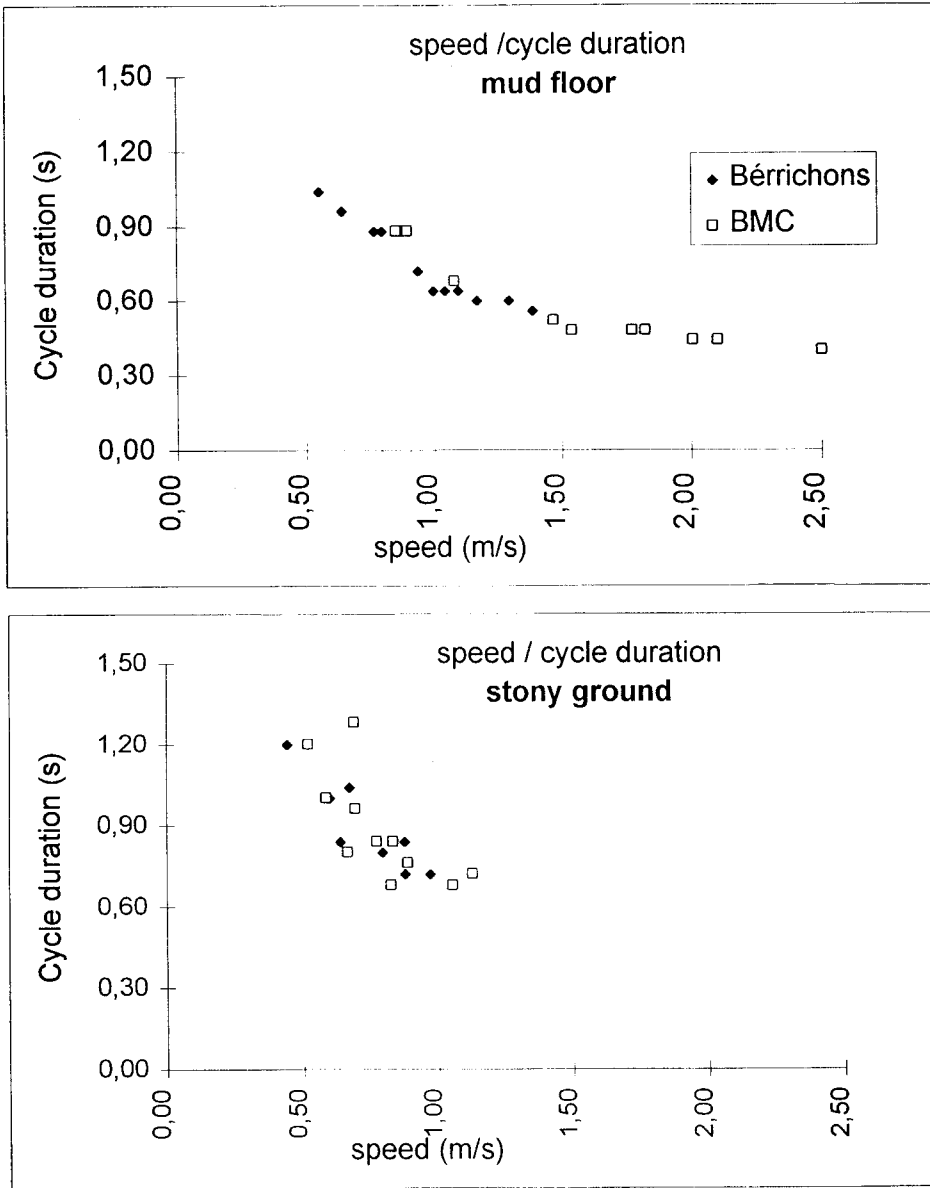 speed /cycle duration
mud floor
1,50
1,20
0,90
0,60
0,30
0,00
Cycle duration (s)
Bérrichons
BMC
0,00
0,50
1,00
1,50
2,00
2,50
speed (m/s)
speed / cycle duration
stony ground
1,50
1,20
0,90
0,60
0,30
0,00
Cycle duration (s)
0,00
0,50
1,00
1,50
2,00
2,50
speed (m/s)